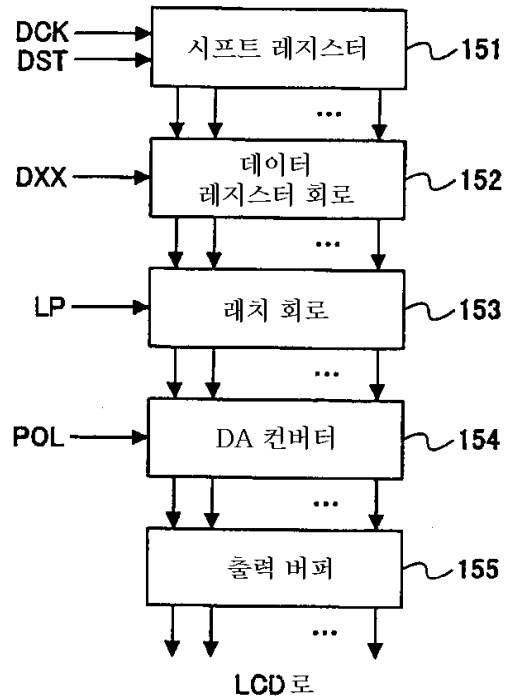 DCK
DST
시프트 레지스터
151
...
DXX
데이터
레지스터 회로
152
...
LP
래치 회로
153
...
POL
DA 컨버터
154
...
출력 버퍼
155
...
LCD로